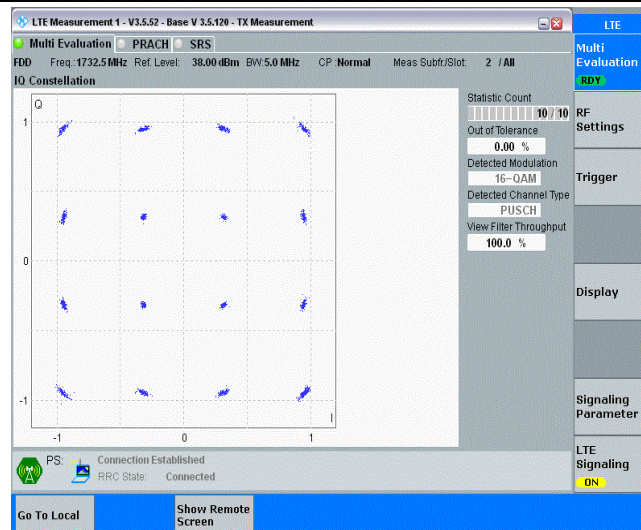 LTE Measurement 1 - V3.5.52 - Base V 3.5.120 - TX Measurement
LTE
Multi Evaluation PRACH SRS
FDD Freq.:1732.5 MHz Ref. Level: 38.00 dBm BW:5.0 MHz CP :Normal Meas Subfr./Slot: 2 / All
IQ Constellation
Q
1
0
-1
-1 0 1
I
Statistic Count
10 / 10
Out of Tolerance
0.00 %
Detected Modulation
16-QAM
Detected Channel Type
PUSCH
View Filter Throughput
100.0 %
PS: Connection Established
RRC State: Connected
Multi
Evaluation
RDY
RF
Settings
Trigger
Display
Signaling
Parameter
LTE
Signaling
ON
Go To Local
Show Remote
Screen